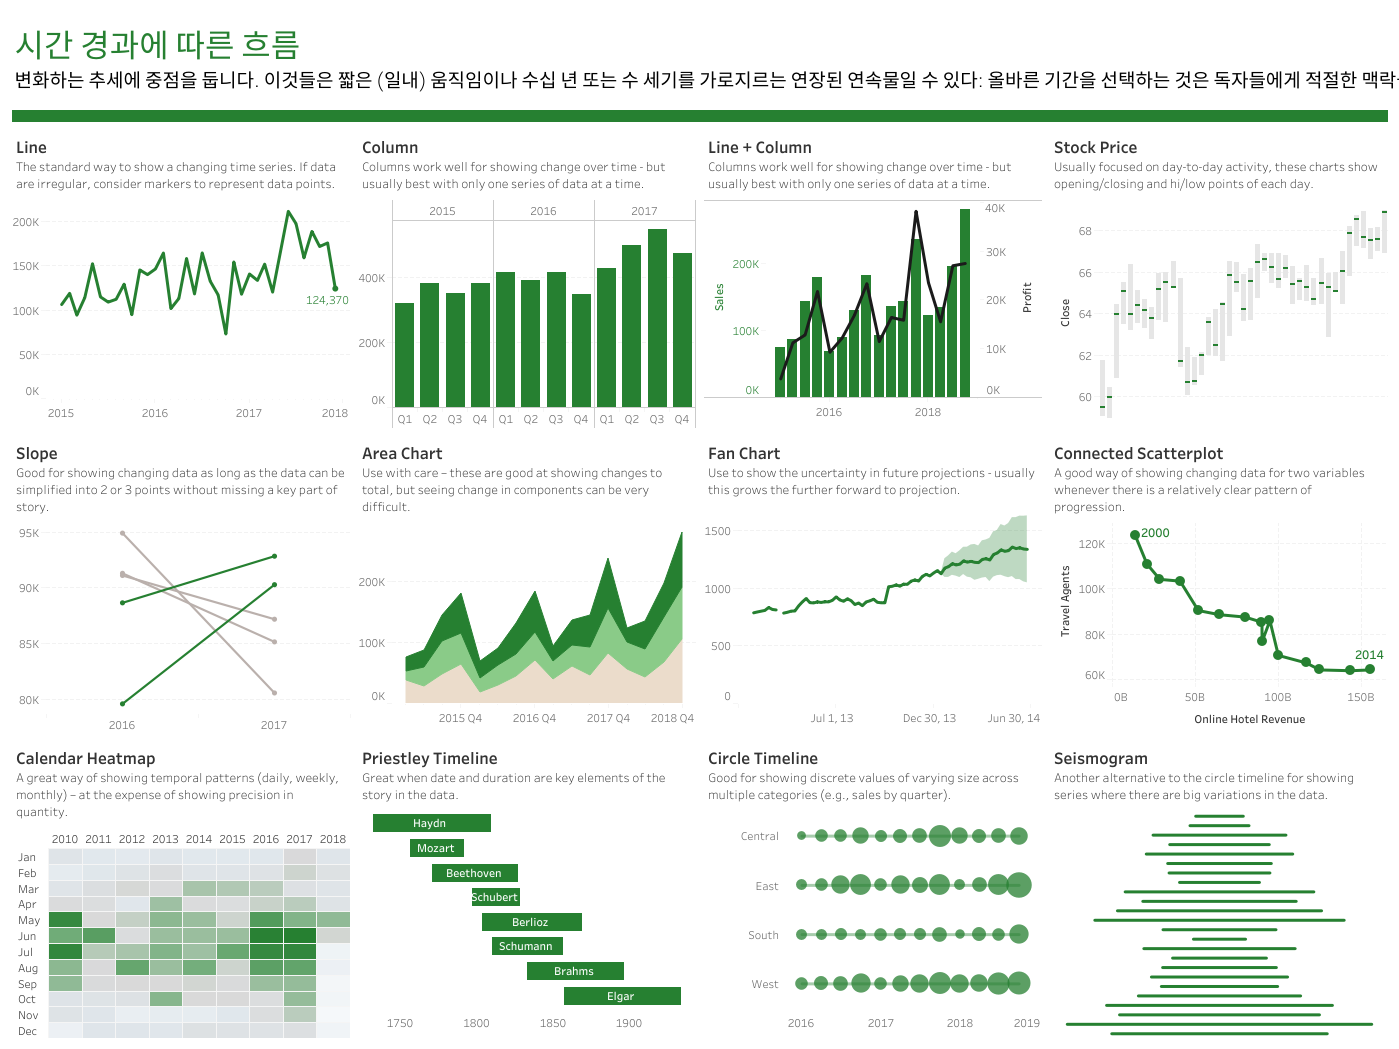 시간 경과에 따른 흐름
변화하는 추세에 중점을 둡니다. 이것들은 짧은 (일내) 움직임이나 수십 년 또는 수 세기를 가로지르는 연장된 연속물일 수 있다: 올바른 기간을 선택하는 것은 독자들에게 적절한 맥락
Line
The standard way to show a changing time series. If data
are irregular, consider markers to represent data points.
200K
150K
100K
50K
0K
124,370
2015 2016 2017 2018
Column
Columns work well for showing change over time - but
usually best with only one series of data at a time.
2015 2016 2017
400K
200K
0K
Q1 Q2 Q3 Q4 Q1 Q2 Q3 Q4 Q1 Q2 Q3 Q4
Line + Column
Columns work well for showing change over time - but
usually best with only one series of data at a time.
Sales
200K
100K
0K
40K
30K
20K
10K
0K
Profit
2016 2018
Stock Price
Usually focused on day-to-day activity, these charts show
opening/closing and hi/low points of each day.
Close
68
66
64
62
60
Slope
Good for showing changing data as long as the data can be
simplified into 2 or 3 points without missing a key part of
story.
95K
90K
85K
80K
2016 2017
Area Chart
Use with care – these are good at showing changes to
total, but seeing change in components can be very
difficult.
200K
100K
0K
2015 Q4 2016 Q4 2017 Q4 2018 Q4
Fan Chart
Use to show the uncertainty in future projections - usually
this grows the further forward to projection.
1500
1000
500
0
Jul 1, 13 Dec 30, 13 Jun 30, 14
Connected Scatterplot
A good way of showing changing data for two variables
whenever there is a relatively clear pattern of
progression.
Travel Agents
120K
100K
80K
60K
2000
2014
0B 50B 100B 150B
Online Hotel Revenue
Calendar Heatmap
A great way of showing temporal patterns (daily, weekly,
monthly) – at the expense of showing precision in
quantity.
2010 2011 2012 2013 2014 2015 2016 2017 2018
Jan
Feb
Mar
Apr
May
Jun
Jul
Aug
Sep
Oct
Nov
Dec
Priestley Timeline
Great when date and duration are key elements of the
story in the data.
Haydn
Mozart
Beethoven
Schubert
Berlioz
Schumann
Brahms
Elgar
1750 1800 1850 1900
Circle Timeline
Good for showing discrete values of varying size across
multiple categories (e.g., sales by quarter).
Central
East
South
West
2016 2017 2018 2019
Seismogram
Another alternative to the circle timeline for showing
series where there are big variations in the data.